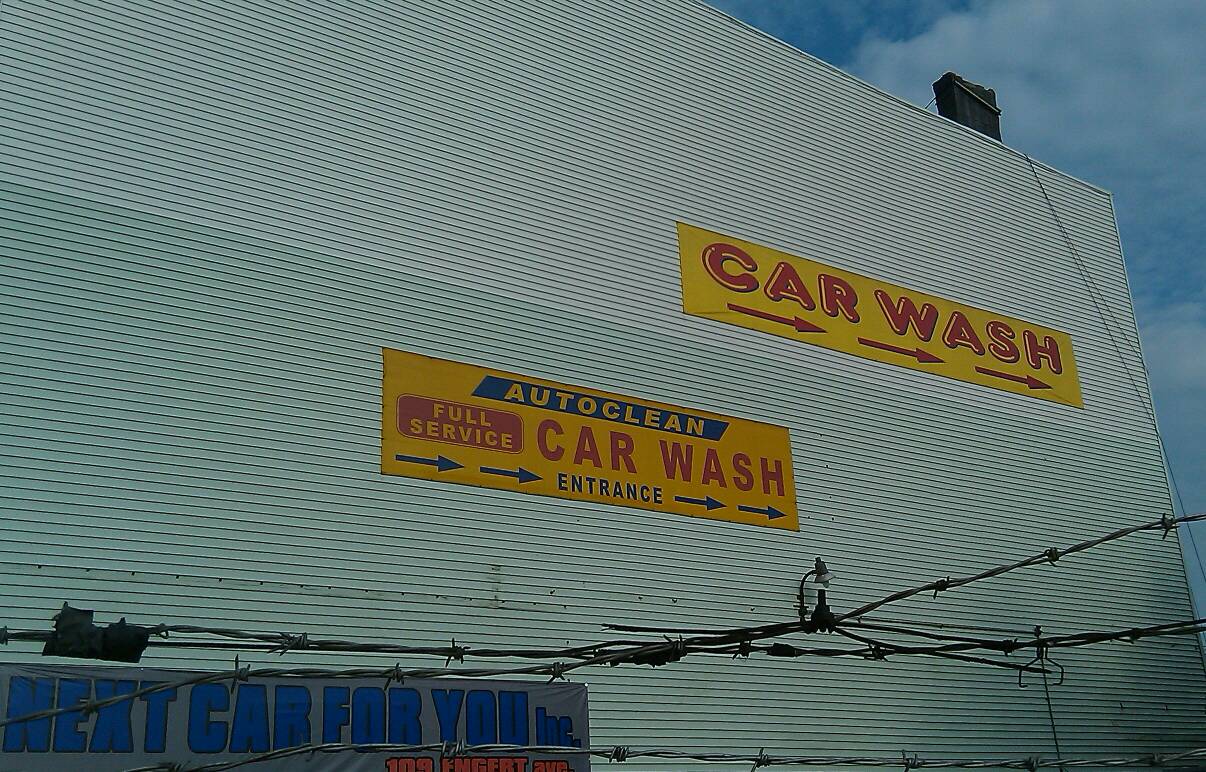 CAR WASH
AUTOCLEAN
FULL
SERVICE
CAR WASH
ENTRANCE
NEXT CAR FOR YOU Inc.
109 ENGERT ave.